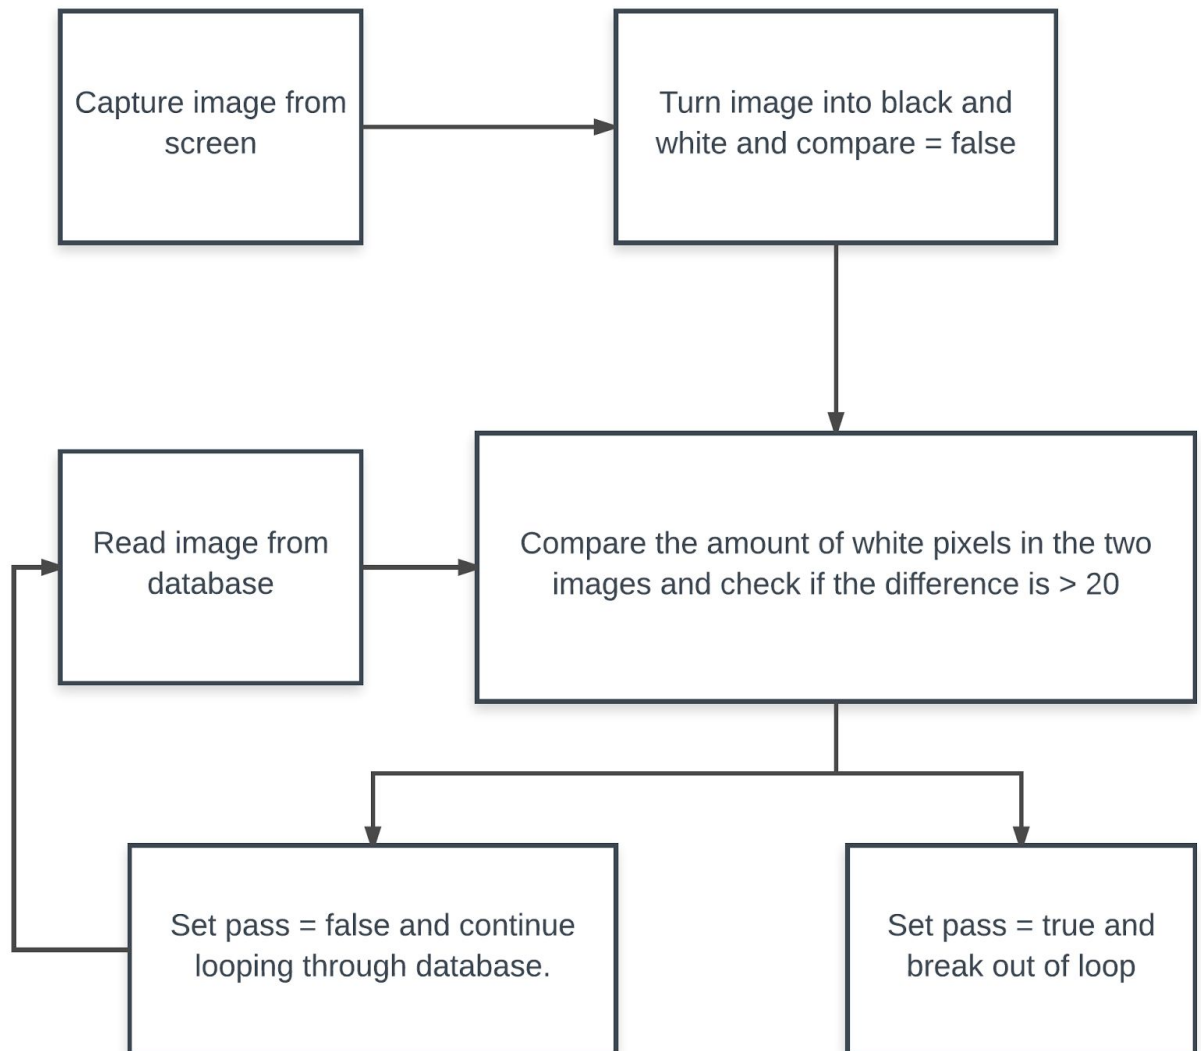 Capture image from
screen
Turn image into black and
white and compare = false
Read image from
database
Compare the amount of white pixels in the two
images and check if the difference is > 20
Set pass = false and continue
looping through database.
Set pass = true and
break out of loop